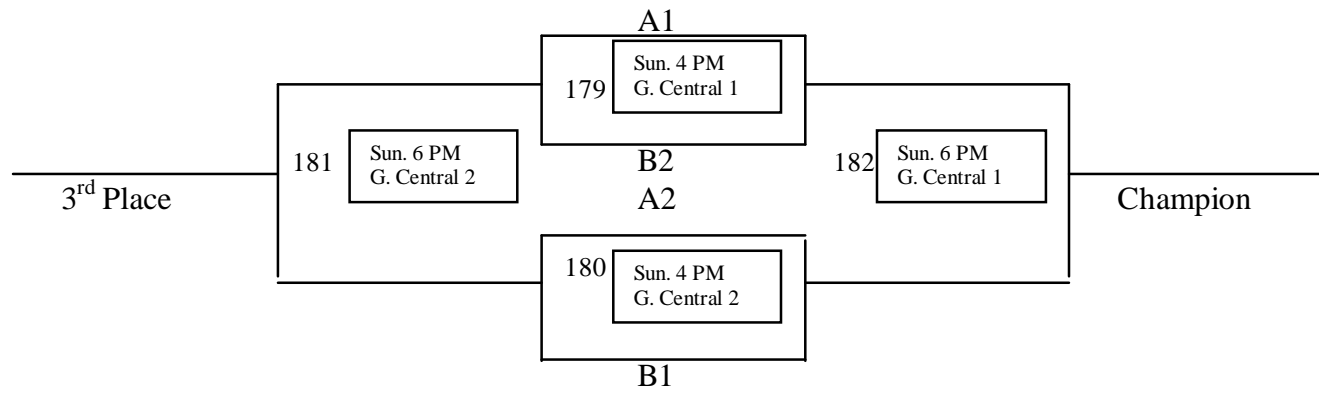 A1
Sun. 4 PM
G. Central 1
179
B2
181
Sun. 6 PM
G. Central 2
182
Sun. 6 PM
G. Central 1
3rd Place
A2
Champion
180
Sun. 4 PM
G. Central 2
B1